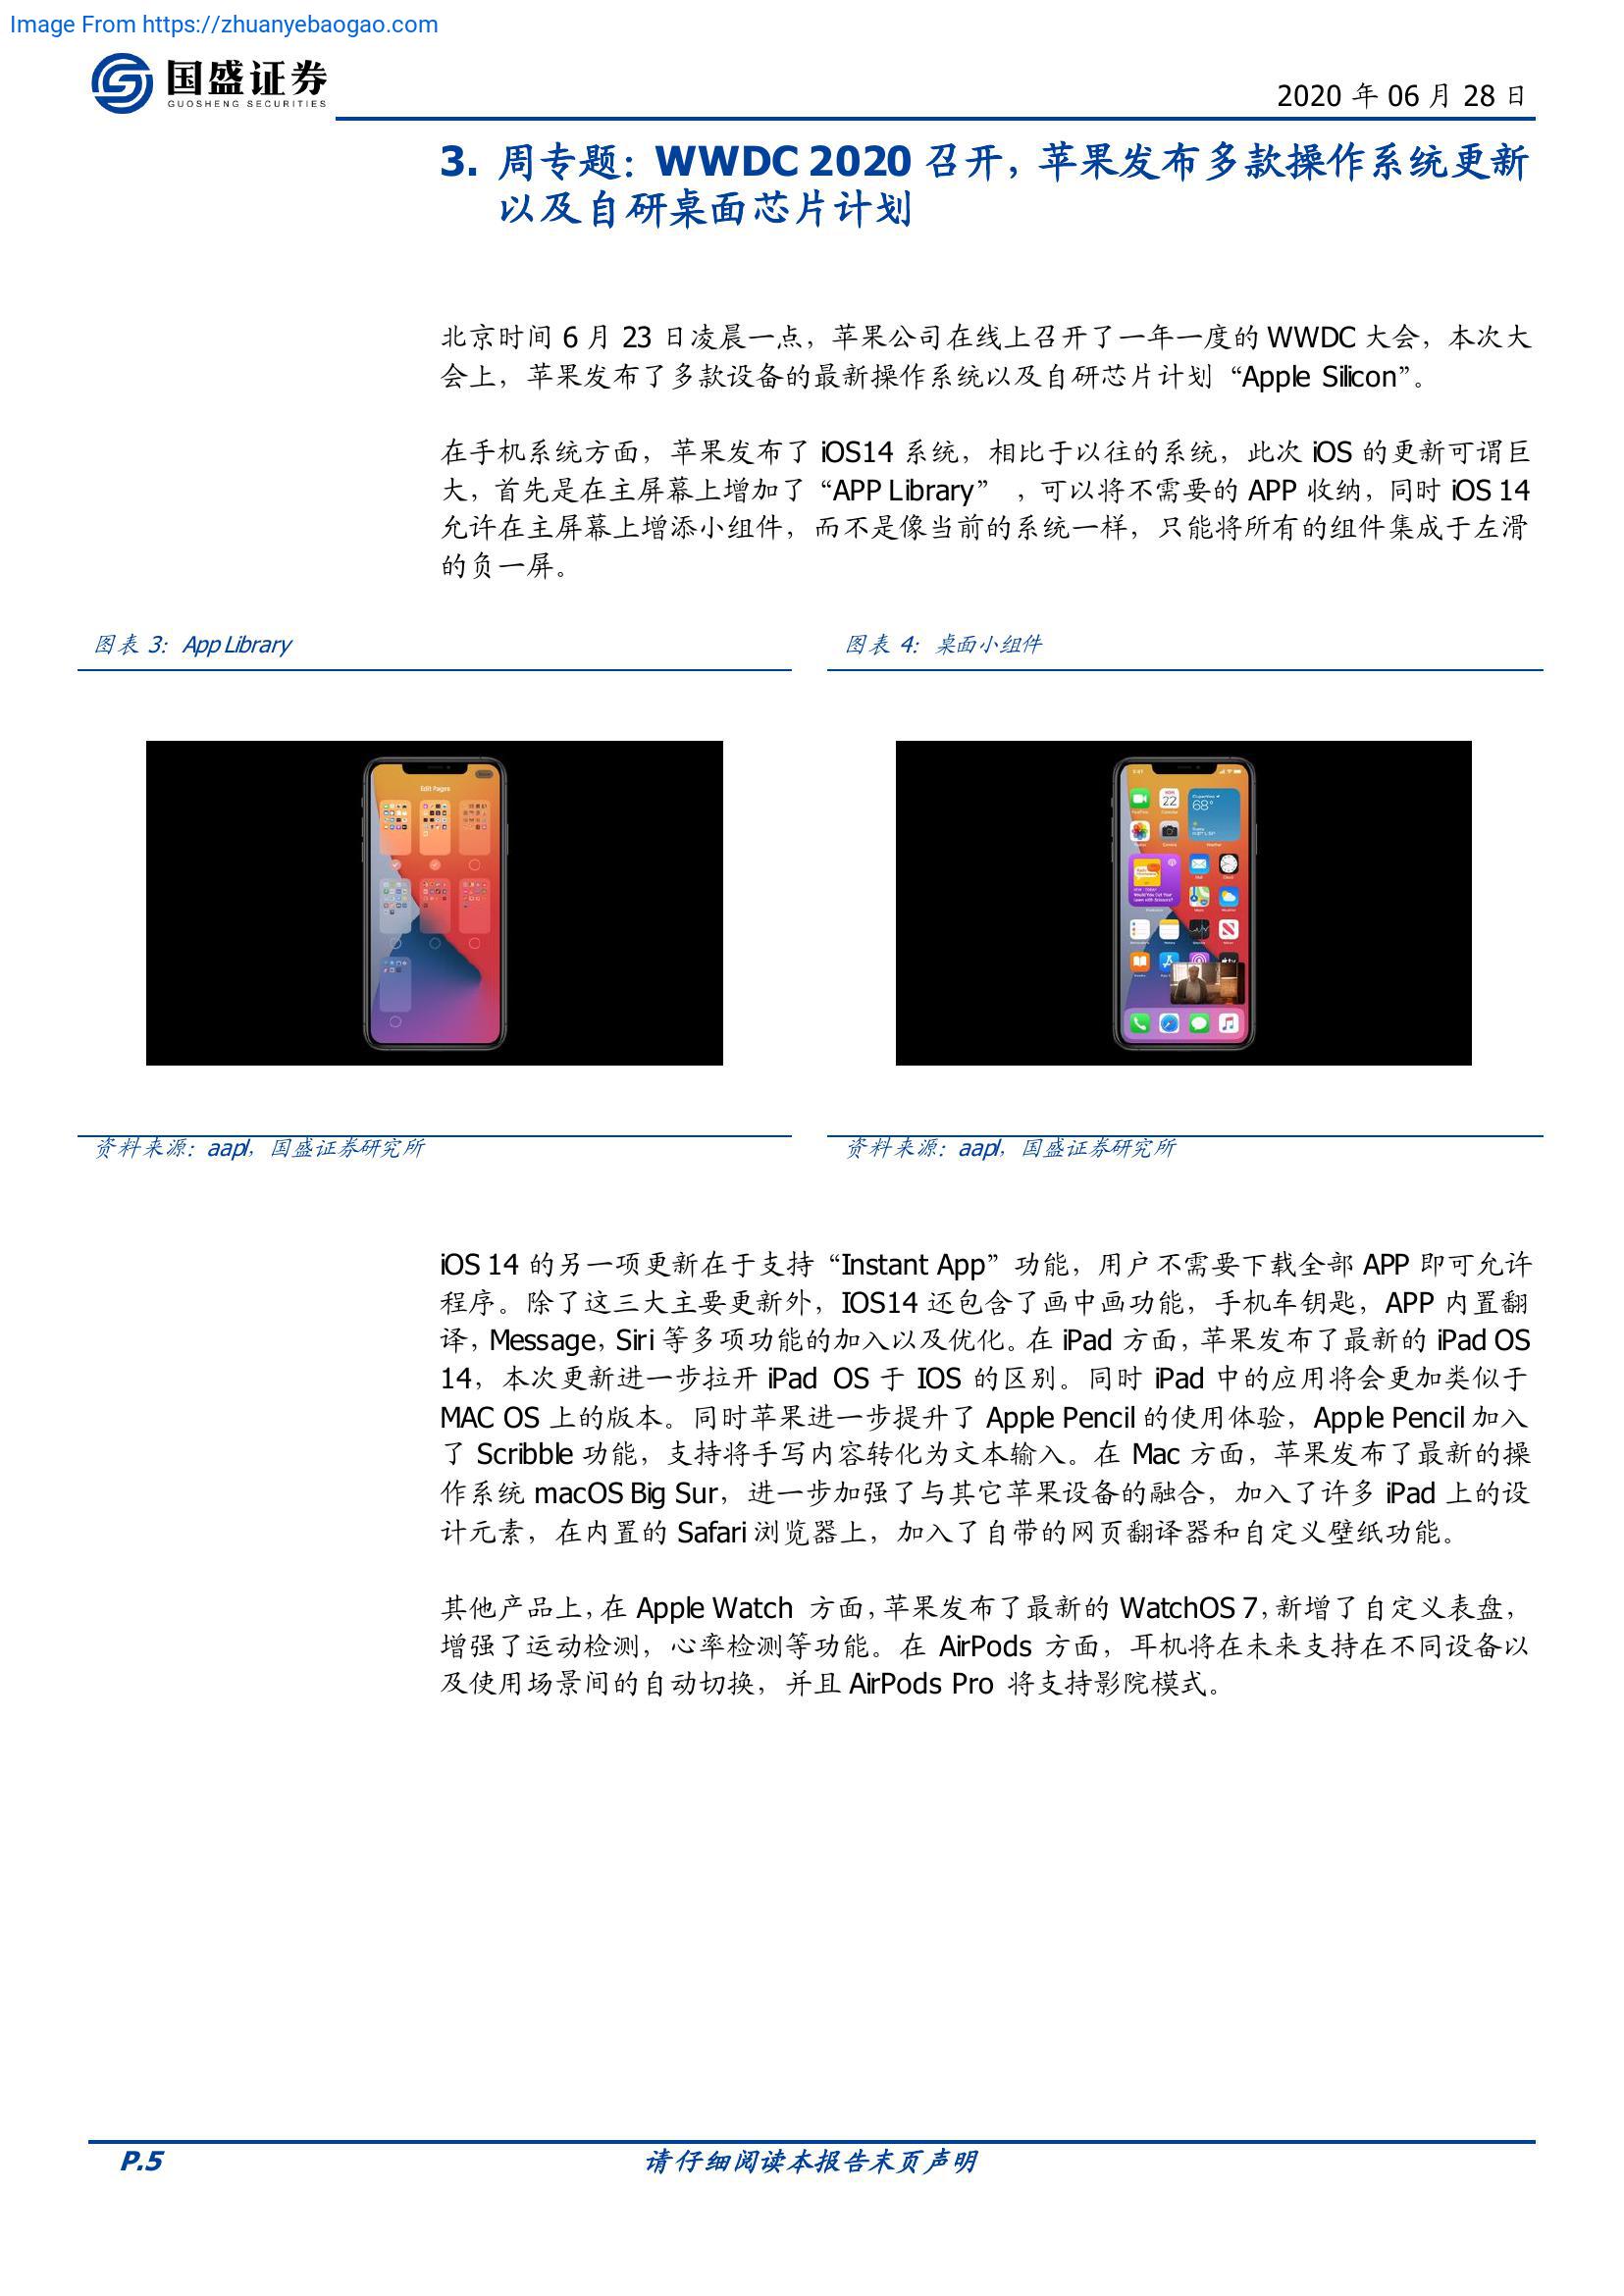 Image From https://zhuanyebaogao.com
国盛证券
GUOSHENG SECURITIES
2020 年 06 月 28 日
3. 周专题：WWDC 2020 召开，苹果发布多款操作系统更新
以及自研桌面芯片计划
北京时间 6 月 23 日凌晨一点，苹果公司在线上召开了一年一度的 WWDC 大会，本次大
会上，苹果发布了多款设备的最新操作系统以及自研芯片计划“Apple Silicon”。
在手机系统方面，苹果发布了 iOS14 系统，相比于以往的系统，此次 iOS 的更新可谓巨
大，首先是在主屏幕上增加了“APP Library” ，可以将不需要的 APP 收纳，同时 iOS 14
允许在主屏幕上增添小组件，而不是像当前的系统一样，只能将所有的组件集成于左滑
的负一屏。
图表 3：App Library
图表 4：桌面小组件
Edit Pages
22
68°
资料来源：aapl，国盛证券研究所
资料来源：aapl，国盛证券研究所
iOS 14 的另一项更新在于支持“Instant App”功能，用户不需要下载全部 APP 即可允许
程序。除了这三大主要更新外，IOS14 还包含了画中画功能，手机车钥匙，APP 内置翻
译，Message，Siri 等多项功能的加入以及优化。在 iPad 方面，苹果发布了最新的 iPad OS
14，本次更新进一步拉开 iPad OS 于 IOS 的区别。同时 iPad 中的应用将会更加类似于
MAC OS 上的版本。同时苹果进一步提升了 Apple Pencil 的使用体验，Apple Pencil 加入
了 Scribble 功能，支持将手写内容转化为文本输入。在 Mac 方面，苹果发布了最新的操
作系统 macOS Big Sur，进一步加强了与其它苹果设备的融合，加入了许多 iPad 上的设
计元素，在内置的 Safari 浏览器上，加入了自带的网页翻译器和自定义壁纸功能。
其他产品上，在 Apple Watch 方面，苹果发布了最新的 WatchOS 7，新增了自定义表盘，
增强了运动检测，心率检测等功能。在 AirPods 方面，耳机将在未来支持在不同设备以
及使用场景间的自动切换，并且 AirPods Pro 将支持影院模式。
P.5
请仔细阅读本报告末页声明